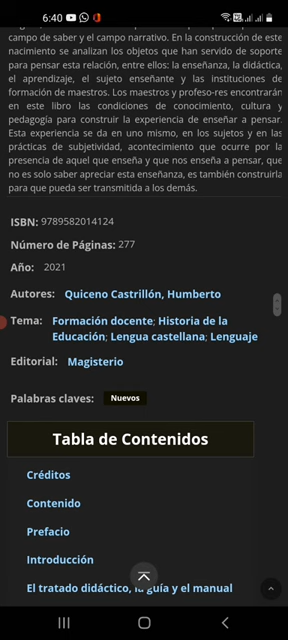 6:40
campo de saber y el campo narrativo. En la construcción de este
nacimiento se analizan los objetos que han servido de soporte
para pensar esta relación, entre ellos: la enseñanza, la didáctica,
el aprendizaje, el sujeto enseñante y las instituciones de
formación de maestros. Los maestros y profeso-res encontrarán
en este libro las condiciones de conocimiento, cultura y
pedagogía para construir la experiencia de enseñar a pensar.
Esta experiencia se da en uno mismo, en los sujetos y en las
prácticas de subjetividad, acontecimiento que ocurre por la
presencia de aquel que enseña y que nos enseña a pensar, que
no es solo saber apreciar esta enseñanza, es también construirla
para que pueda ser transmitida a los demás.
ISBN: 9789582014124
Número de Páginas: 277
Año: 2021
Autores: Quiceno Castrillón, Humberto
Tema: Formación docente; Historia de la
Educación; Lengua castellana; Lenguaje
Editorial: Magisterio
Palabras claves: Nuevos
Tabla de Contenidos
Créditos
Contenido
Prefacio
Introducción
El tratado didáctico, la guía y el manual